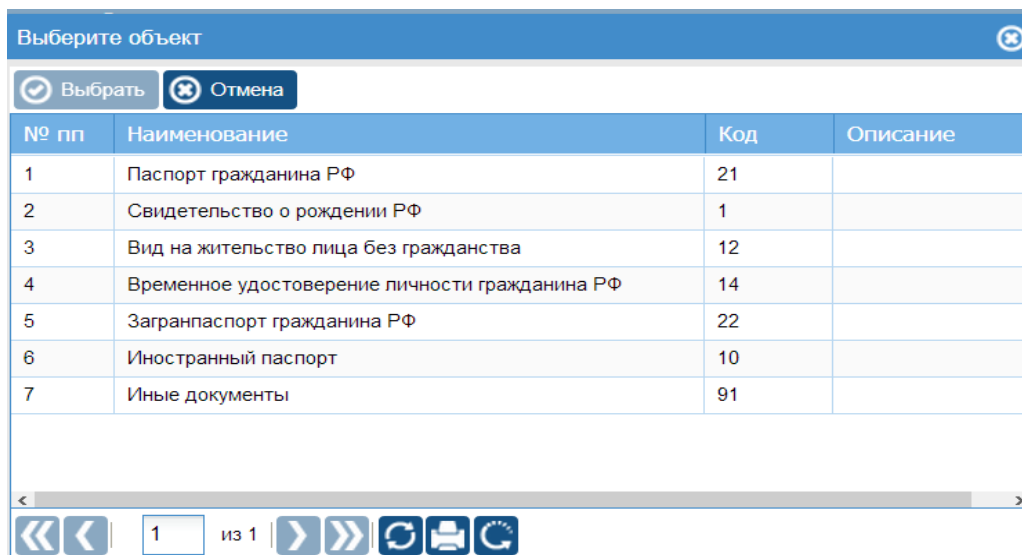 Выберите объект
Выбрать Отмена
№ пп Наименование Код Описание
1 Паспорт гражданина РФ 21
2 Свидетельство о рождении РФ 1
3 Вид на жительство лица без гражданства 12
4 Временное удостоверение личности гражданина РФ 14
5 Загранпаспорт гражданина РФ 22
6 Иностранный паспорт 10
7 Иные документы 91
1 из 1